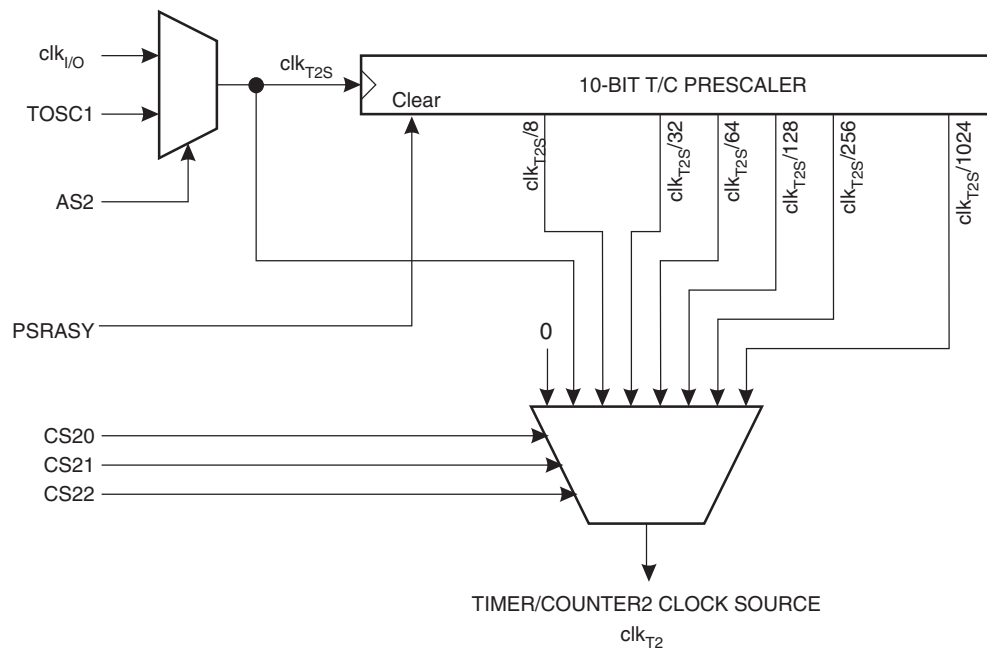 clkI/O
TOSC1
AS2
clkT2S
10-BIT T/C PRESCALER
Clear
clkT2S/8
clkT2S/32
clkT2S/64
clkT2S/128
clkT2S/256
clkT2S/1024
PSRASY
0
CS20
CS21
CS22
TIMER/COUNTER2 CLOCK SOURCE
clkT2